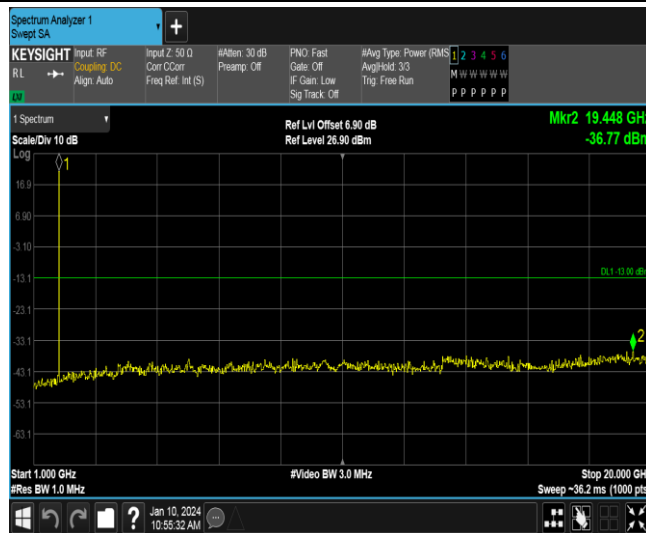 Spectrum Analyzer 1
Swept SA
KEYSIGHT
RL
Input: RF
Coupling: DC
Align: Auto
Input Z: 50 Ω
Corr CCorr
Freq Ref: Int (S)
#Atten: 30 dB
Preamp: Off
PNO: Fast
Gate: Off
IF Gain: Low
Sig Track: Off
#Avg Type: Power (RMS
Avg|Hold: 3/3
Trig: Free Run
1 2 3 4 5 6
M W W W W W
P P P P P P
1 Spectrum
Scale/Div 10 dB
Log
Ref Lvl Offset 6.90 dB
Ref Level 26.90 dBm
Mkr2 19.448 GHz
-36.77 dBm
1
16.9
6.90
-3.10
-13.1
DL1 -13.00 dBm
-23.1
-33.1
2
-43.1
-53.1
-63.1
Start 1.000 GHz
#Res BW 1.0 MHz
#Video BW 3.0 MHz
Stop 20.000 GHz
Sweep ~36.2 ms (1000 pts)
?
Jan 10, 2024
10:55:32 AM